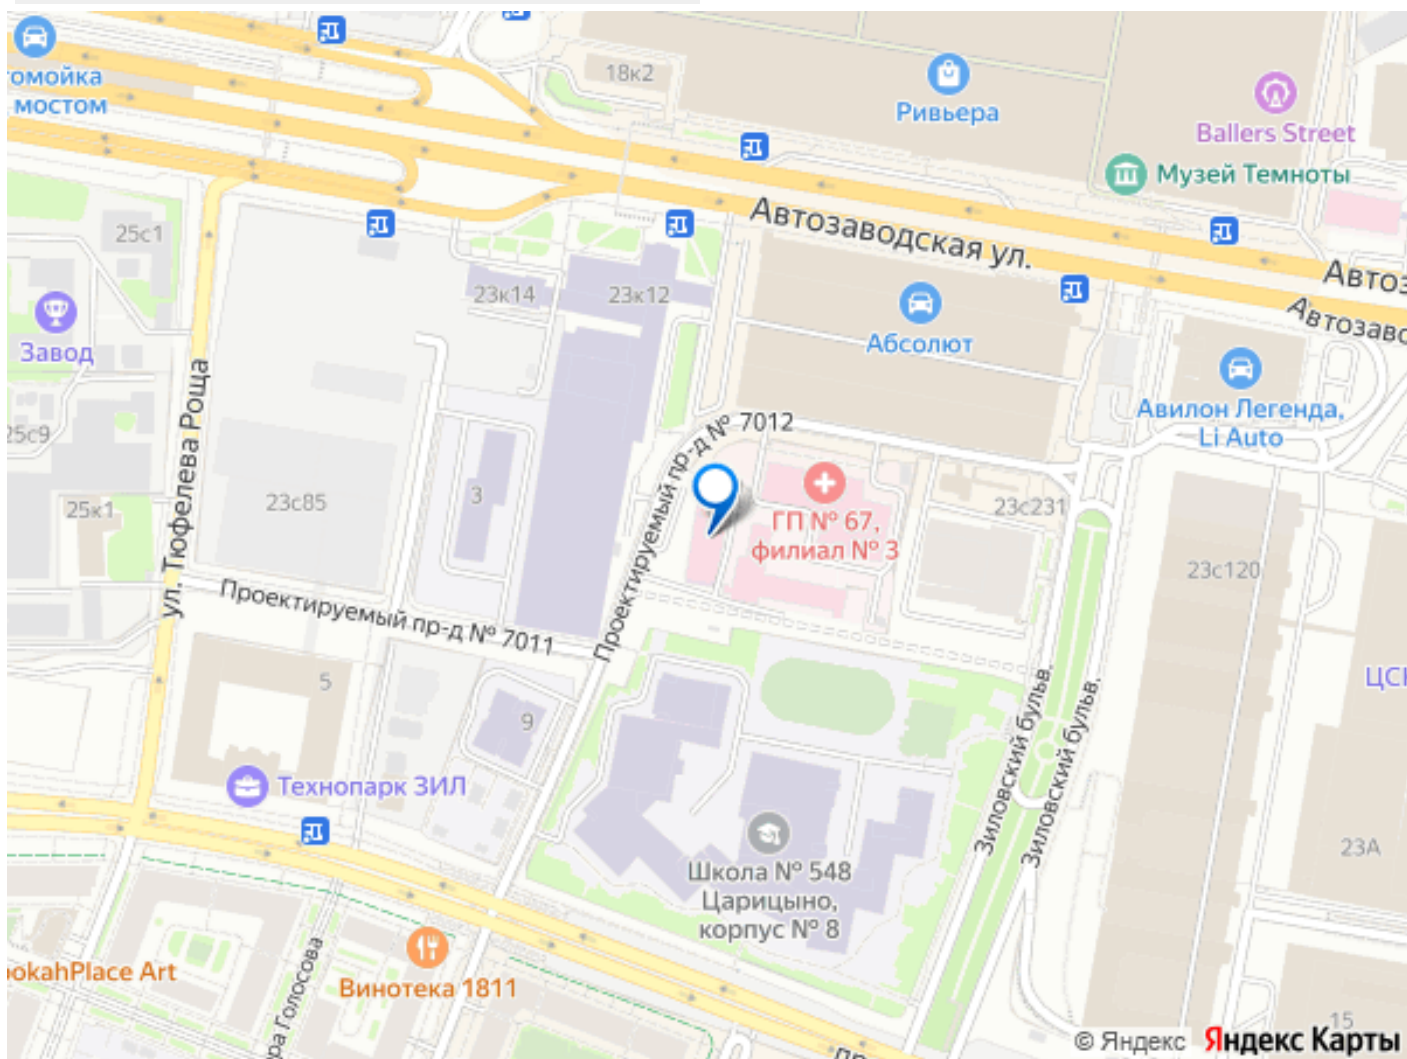 18к2
омойка
мостом
Ривьера
Ballers Street
Музей Темноты
Автозаводская ул.
25с1
23к14
23к12
Завод
Абсолют
Авилон Легенда,
Li Auto
ул. Тюфелева Роща
25с9
25к1
23с85
3
Проектируемый пр-д № 7012
ГП № 67,
филиал № 3
23с231
23с120
Проектируемый пр-д № 7011
5
9
Технопарк ЗИЛ
Зиловский бульв.
Зиловский бульв.
23А
Школа № 548
Царицыно,
корпус № 8
Винотека 1811
okahPlace Art
ра Голосова
15
© Яндекс Яндекс Карты